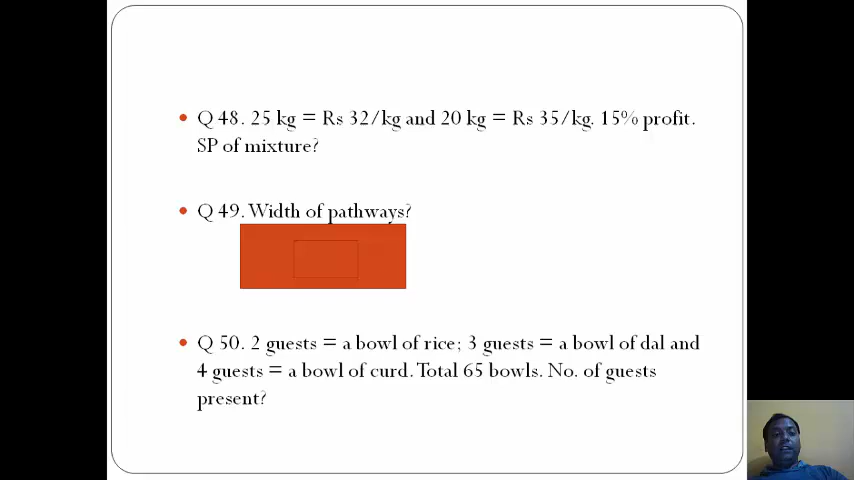 Q 48. 25 kg = Rs 32/kg and 20 kg = Rs 35/kg. 15% profit.
SP of mixture?
Q 49. Width of pathways?
Q 50. 2 guests = a bowl of rice; 3 guests = a bowl of dal and
4 guests = a bowl of curd. Total 65 bowls. No. of guests
present?